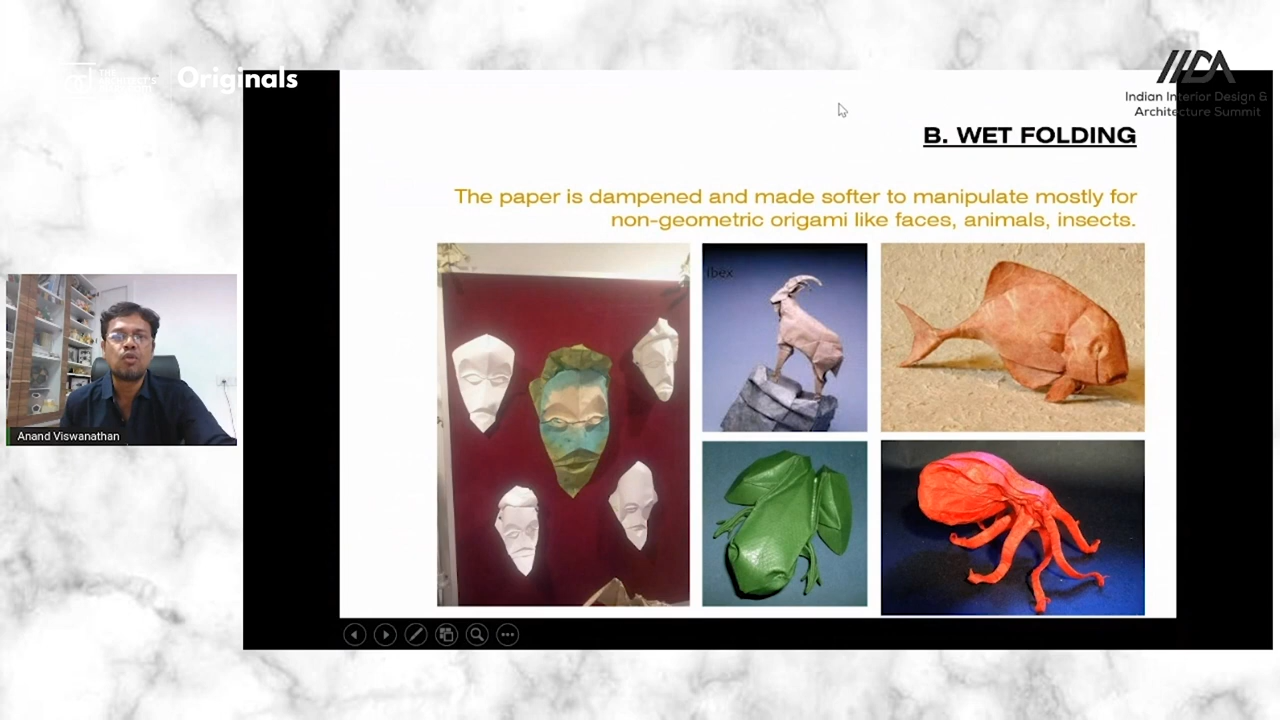 Originals
IIDA
Indian Interior Design &
Architecture Summit
B. WET FOLDING
The paper is dampened and made softer to manipulate mostly for
non-geometric origami like faces, animals, insects.
ibex
Anand Viswanathan